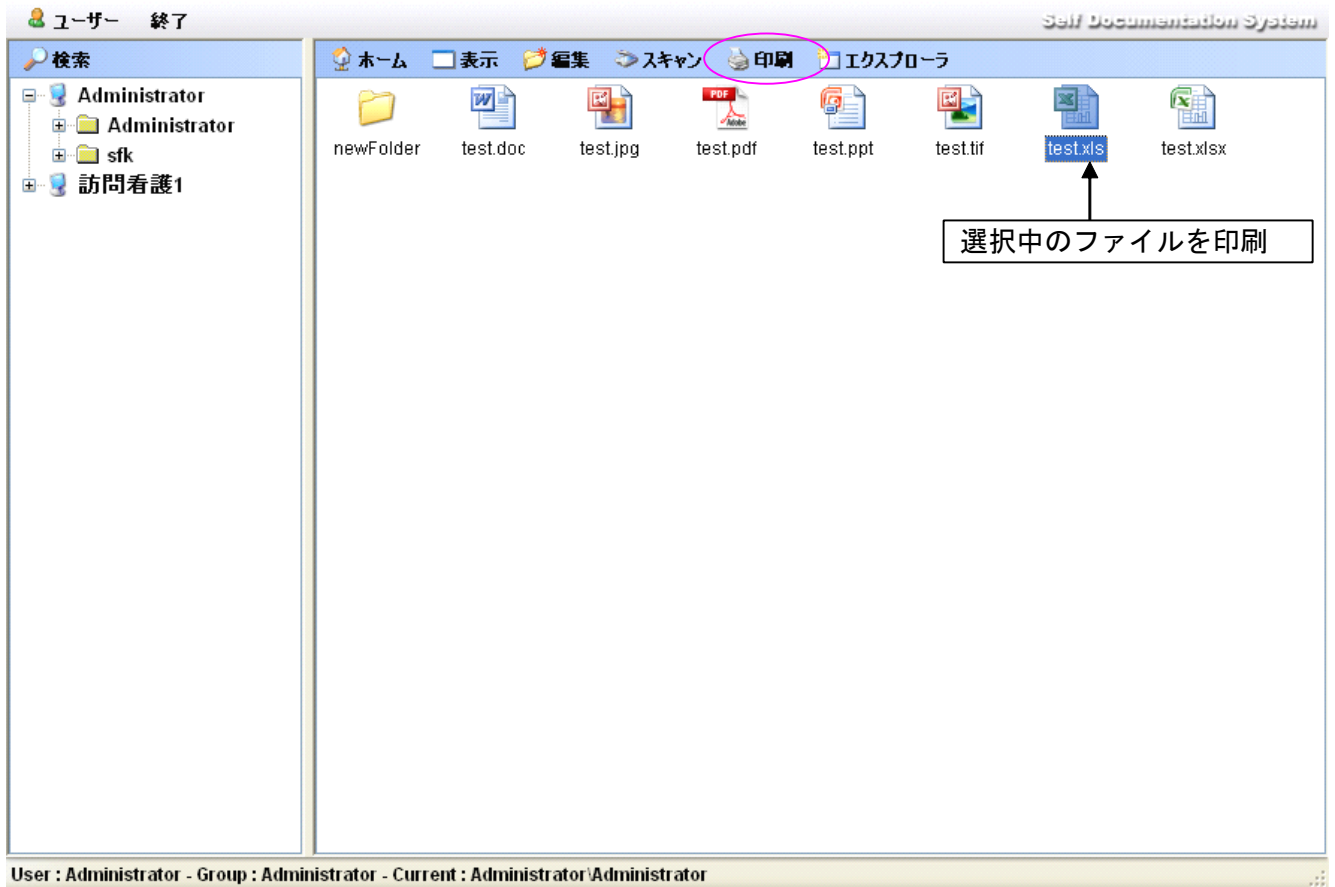 ユーザー 終了 Self Documentation System
検索
ホーム 表示 編集 スキャン 印刷 エクスプローラ
Administrator
Administrator
sfk
訪問看護1
newFolder test.doc test.jpg test.pdf test.ppt test.tif test.xls test.xlsx
選択中のファイルを印刷
User : Administrator - Group : Administrator - Current : Administrator\Administrator